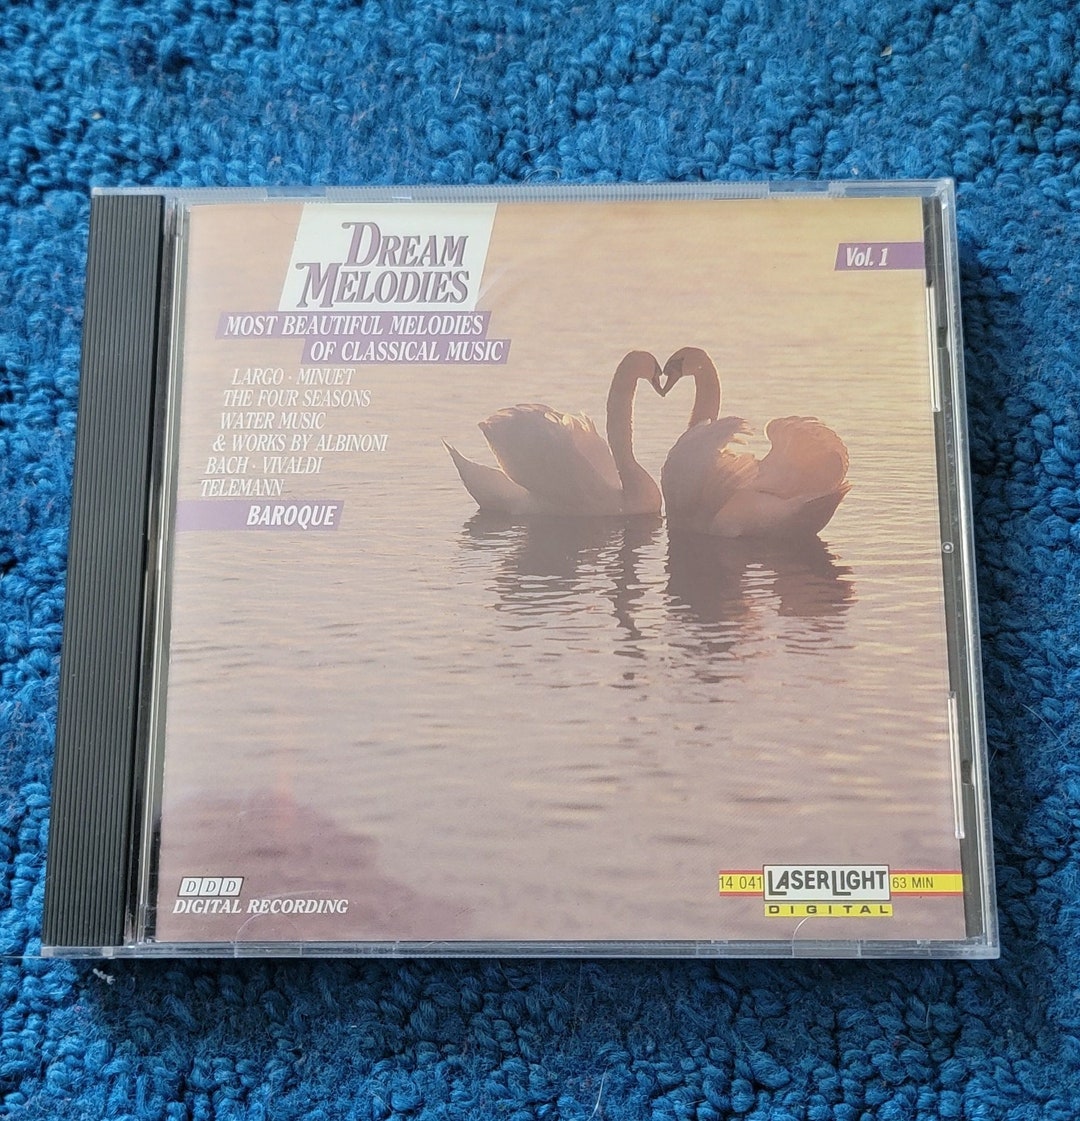 DREAM
MELODIES
Vol. 1
MOST BEAUTIFUL MELODIES
OF CLASSICAL MUSIC
LARGO · MINUET
THE FOUR SEASONS
WATER MUSIC
& WORKS BY ALBINONI
BACH · VIVALDI
TELEMANN
BAROQUE
DDD
DIGITAL RECORDING
14 041 LASERLIGHT 63 MIN
DIGITAL